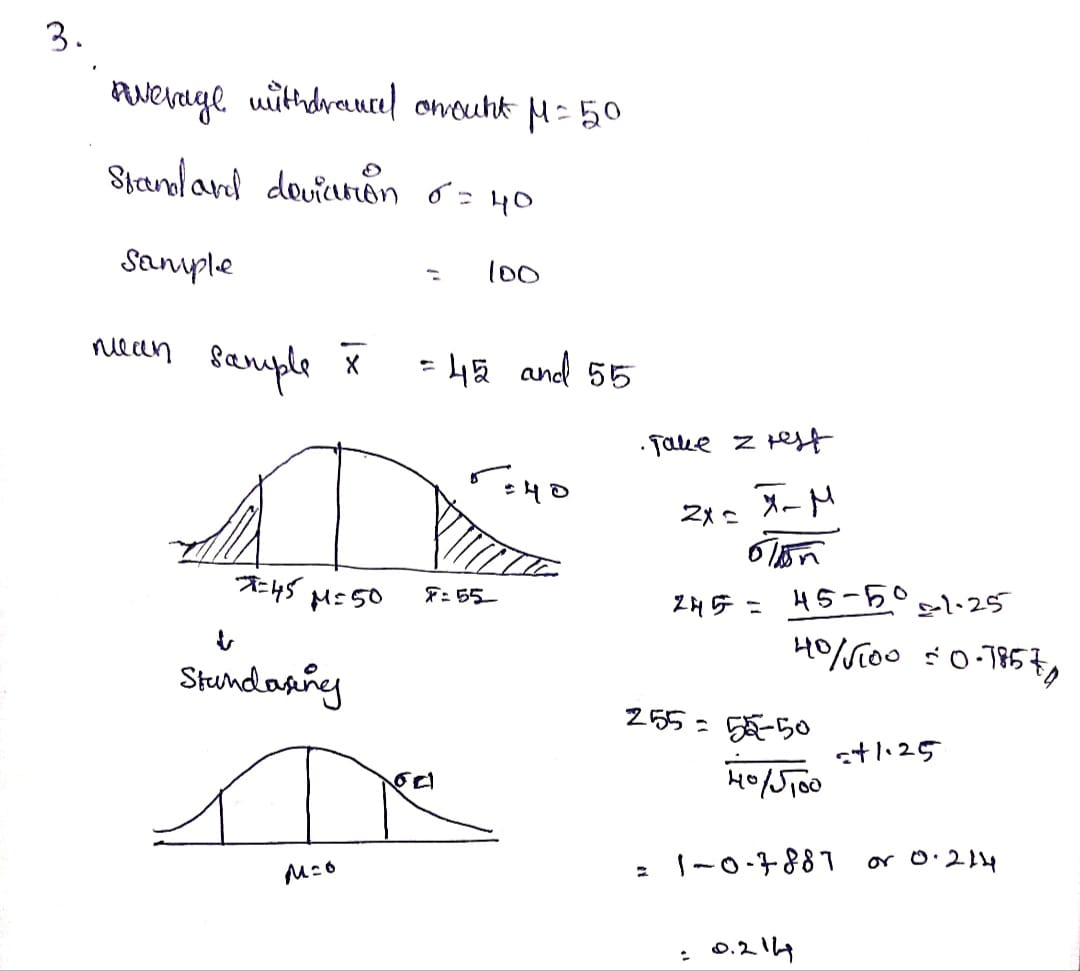 3.
Average withdrawal amount μ = 50
Standard deviation σ = 40
Sample = 100
mean sample x̄ = 45 and 55
σ = 40
x̄=45 μ=50 x̄=55
Standasing
σ=1
μ=0
.Take z test
zx = x̄-μ
σ/√n
z45 = 45-50 =-1.25
40/√100 = 0.7857
z55 = 55-50 =+1.25
40/√100
= 1-0.7887 or 0.214
= 0.214